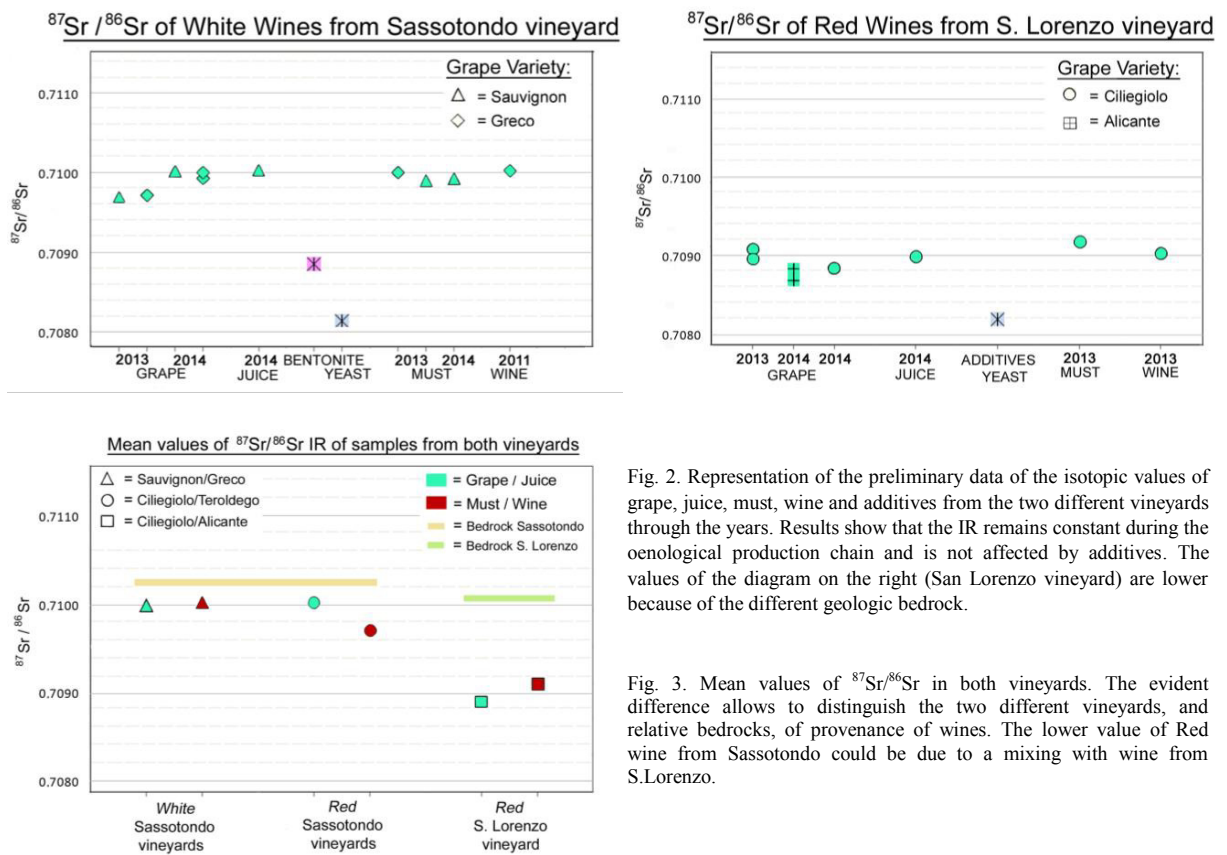 ⁸⁷Sr /⁸⁶Sr of White Wines from Sassotondo vineyard
Grape Variety:
= Sauvignon
= Greco
0.7110
0.7100
0.7090
0.7080
⁸⁷Sr/⁸⁶Sr
2013 2014 2014 BENTONITE 2013 2014 2011
GRAPE JUICE YEAST MUST WINE
⁸⁷Sr/⁸⁶Sr of Red Wines from S. Lorenzo vineyard
Grape Variety:
= Ciliegiolo
= Alicante
0.7110
0.7100
0.7090
0.7080
⁸⁷Sr/⁸⁶Sr
2013 2014 2014 2014 ADDITIVES 2013 2013
GRAPE JUICE YEAST MUST WINE
Mean values of ⁸⁷Sr/⁸⁶Sr IR of samples from both vineyards
= Sauvignon/Greco
= Ciliegiolo/Teroldego
= Ciliegiolo/Alicante
= Grape / Juice
= Must / Wine
= Bedrock Sassotondo
= Bedrock S. Lorenzo
0.7110
0.7100
0.7090
0.7080
⁸⁷Sr / ⁸⁶Sr
White
Sassotondo
vineyards
Red
Sassotondo
vineyards
Red
S. Lorenzo
vineyard
Fig. 2. Representation of the preliminary data of the isotopic values of
grape, juice, must, wine and additives from the two different vineyards
through the years. Results show that the IR remains constant during the
oenological production chain and is not affected by additives. The
values of the diagram on the right (San Lorenzo vineyard) are lower
because of the different geologic bedrock.
Fig. 3. Mean values of ⁸⁷Sr/⁸⁶Sr in both vineyards. The evident
difference allows to distinguish the two different vineyards, and
relative bedrocks, of provenance of wines. The lower value of Red
wine from Sassotondo could be due to a mixing with wine from
S.Lorenzo.